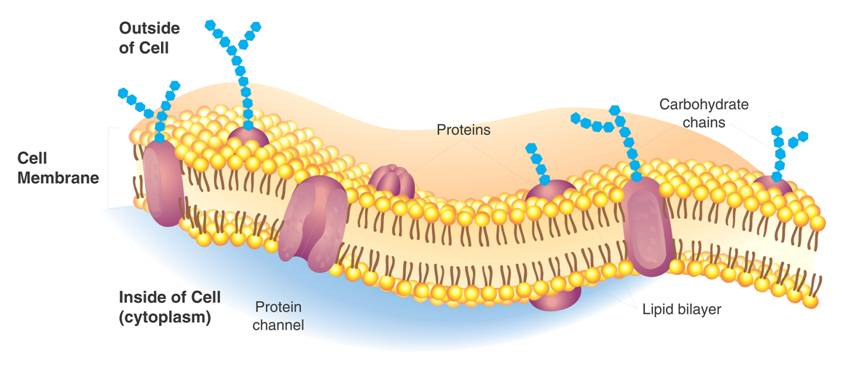 Outside
of Cell
Carbohydrate
chains
Proteins
Cell
Membrane
Inside of Cell
(cytoplasm)
Protein
channel
Lipid bilayer